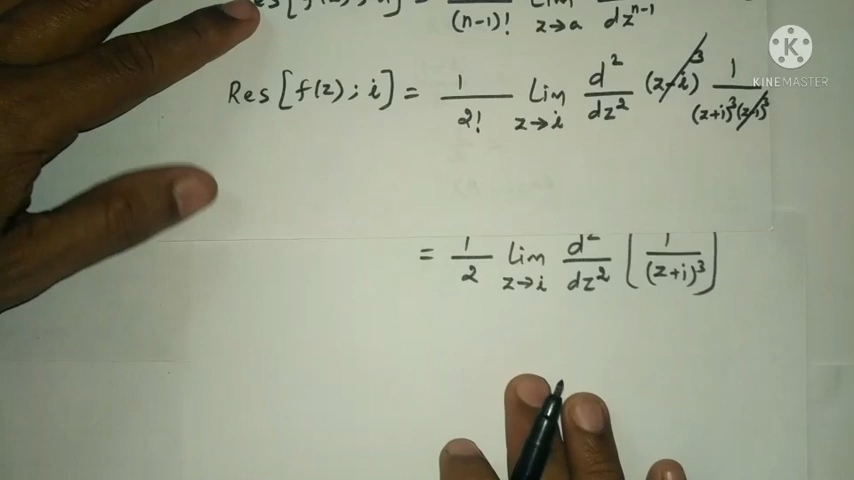 (n-1)! lim z→a dz^(n-1)
KINEMASTER
Res[f(z); i] = 1/2! Lim z→i d²/dz² (z-i)³ 1/((z+i)³(z-i)³)
= 1/2 lim z→i d²/dz² [1/(z+i)³]